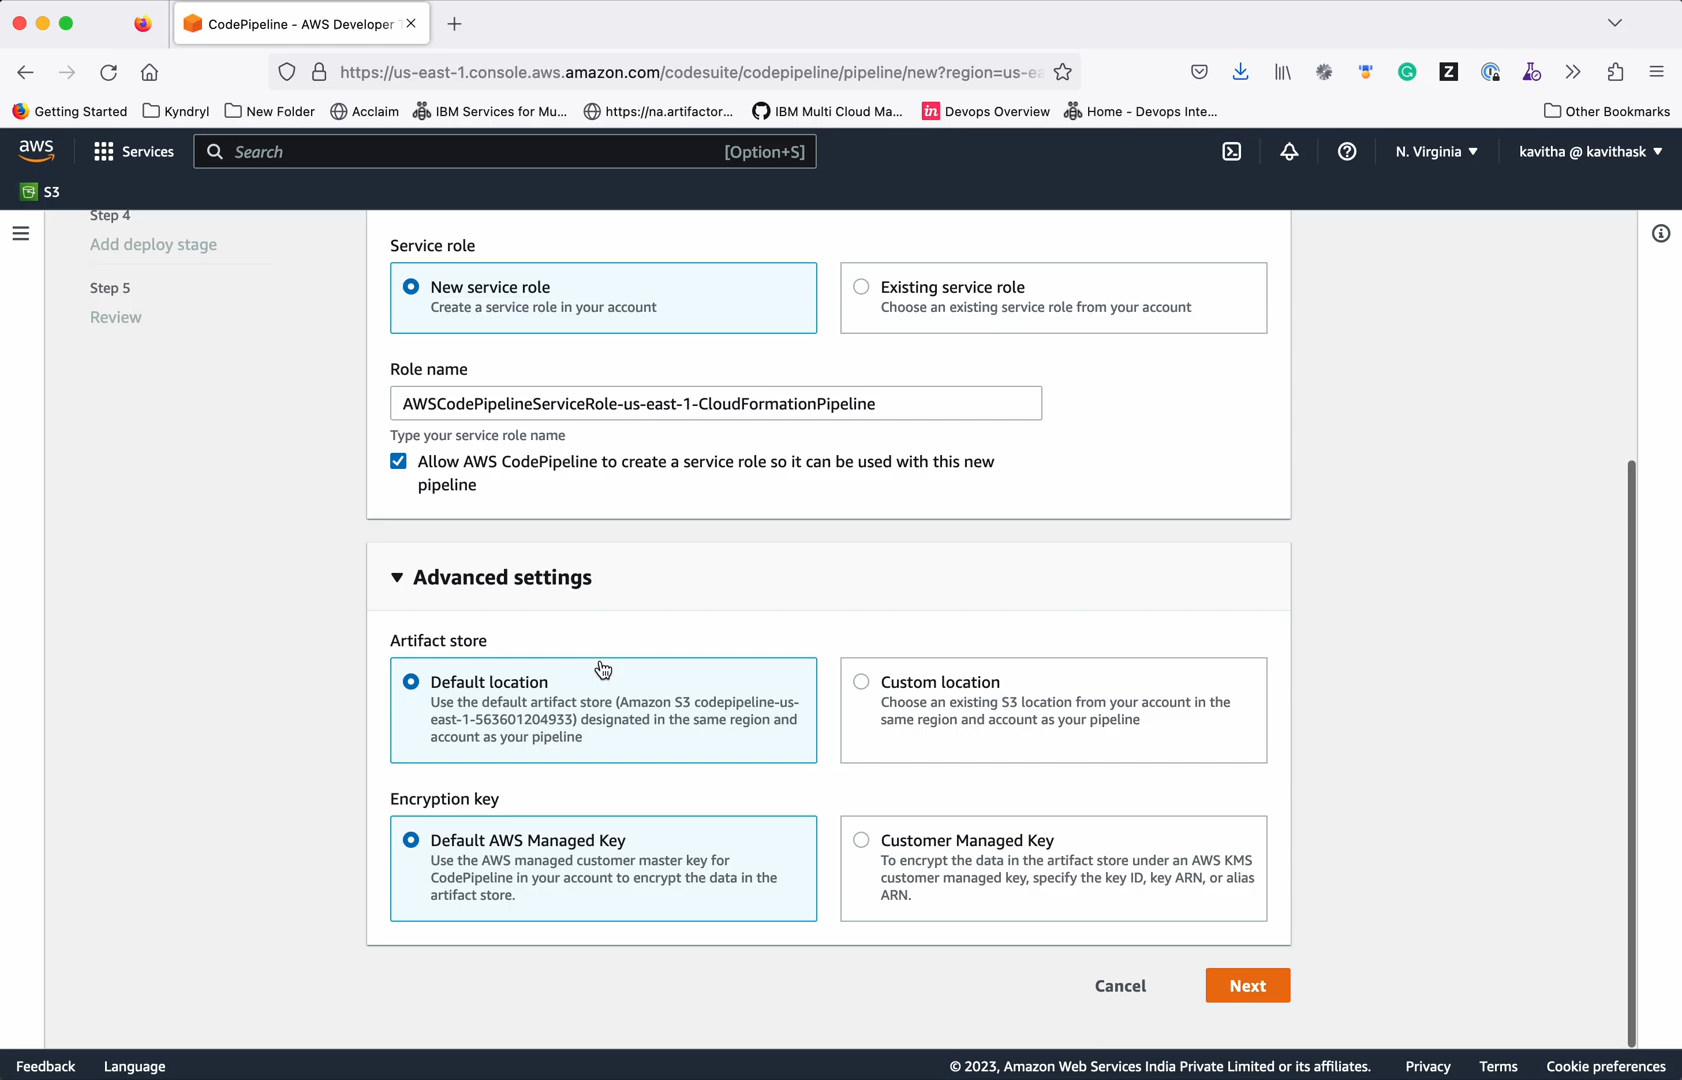 CodePipeline - AWS Developer T
https://us-east-1.console.aws.amazon.com/codesuite/codepipeline/pipeline/new?region=us-ea
Getting Started
Kyndryl
New Folder
Acclaim
IBM Services for Mu...
https://na.artifactor...
IBM Multi Cloud Ma...
in
Devops Overview
Home - Devops Inte...
Other Bookmarks
aws
Services
Search
[Option+S]
N. Virginia
kavitha @ kavithask
S3
Step 4
Add deploy stage
Step 5
Review
Service role
New service role
Create a service role in your account
Existing service role
Choose an existing service role from your account
Role name
AWSCodePipelineServiceRole-us-east-1-CloudFormationPipeline
Type your service role name
Allow AWS CodePipeline to create a service role so it can be used with this new
pipeline
Advanced settings
Artifact store
Default location
Use the default artifact store (Amazon S3 codepipeline-us-
east-1-563601204933) designated in the same region and
account as your pipeline
Custom location
Choose an existing S3 location from your account in the
same region and account as your pipeline
Encryption key
Default AWS Managed Key
Use the AWS managed customer master key for
CodePipeline in your account to encrypt the data in the
artifact store.
Customer Managed Key
To encrypt the data in the artifact store under an AWS KMS
customer managed key, specify the key ID, key ARN, or alias
ARN.
Cancel
Next
Feedback
Language
© 2023, Amazon Web Services India Private Limited or its affiliates.
Privacy
Terms
Cookie preferences